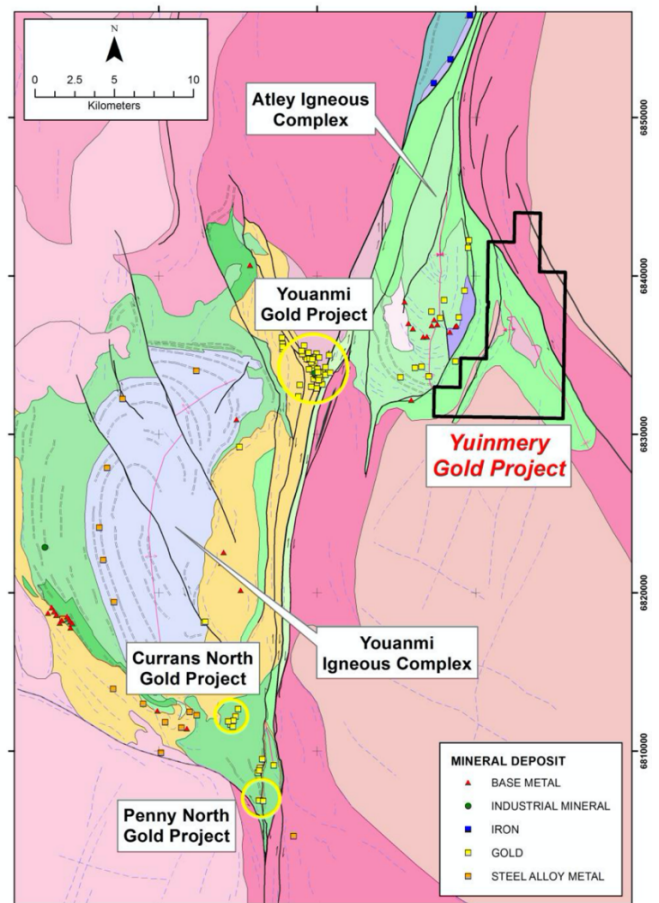 N
0 2.5 5 10
Kilometers
Atley Igneous
Complex
6850000
6840000
Youanmi
Gold Project
Yuinmery
Gold Project
6830000
6820000
Youanmi
Igneous Complex
Currans North
Gold Project
6810000
Penny North
Gold Project
MINERAL DEPOSIT
BASE METAL
INDUSTRIAL MINERAL
IRON
GOLD
STEEL ALLOY METAL